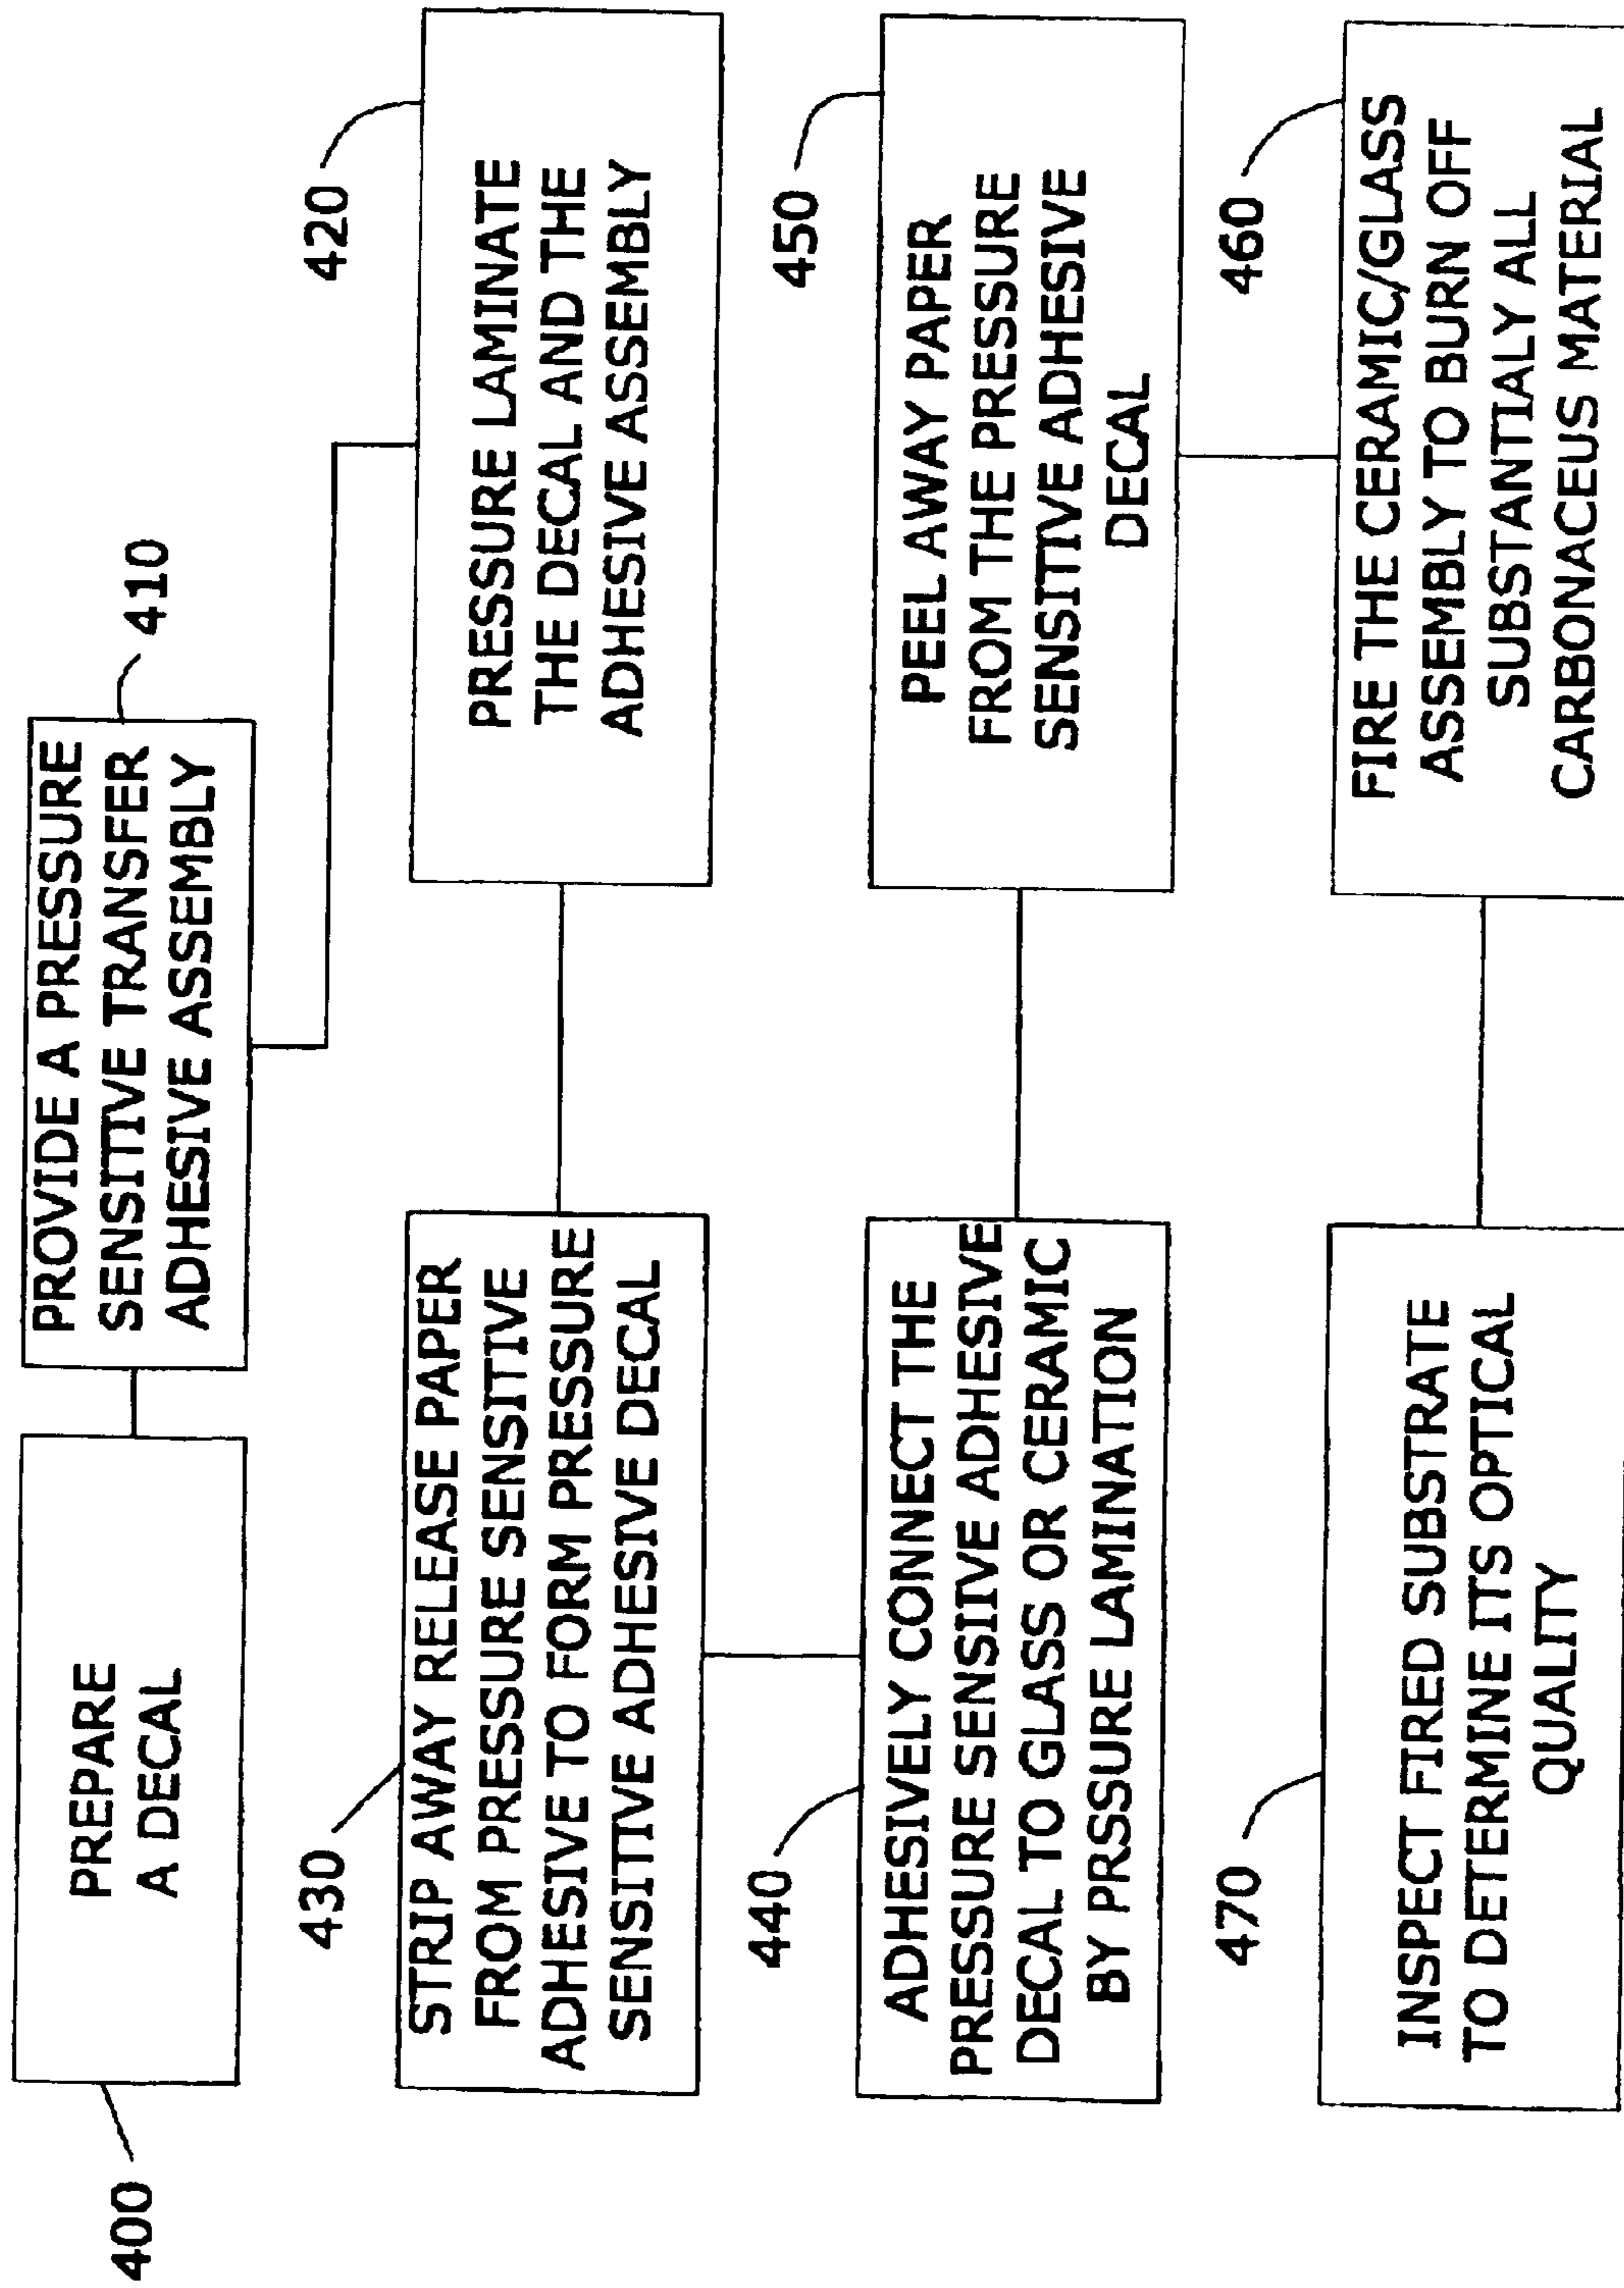 400
PREPARE
A DECAL
410
PROVIDE A PRESSURE
SENSITIVE TRANSFER
ADHESIVE ASSEMBLY
420
PRESSURE LAMINATE
THE DECAL AND THE
ADHESIVE ASSEMBLY
430
STRIP AWAY RELEASE PAPER
FROM PRESSURE SENSITIVE
ADHESIVE TO FORM PRESSURE
SENSITIVE ADHESIVE DECAL
440
ADHESIVELY CONNECT THE
PRESSURE SENSITIVE ADHESIVE
DECAL TO GLASS OR CERAMIC
BY PRSSURE LAMINATION
450
PEEL AWAY PAPER
FROM THE PRESSURE
SENSITIVE ADHESIVE
DECAL
460
FIRE THE CERAMIC/GLASS
ASSEMBLY TO BURN OFF
SUBSTANTIALY ALL
CARBONACEUS MATERIAL
470
INSPECT FIRED SUBSTRATE
TO DETERMINE ITS OPTICAL
QUALITY